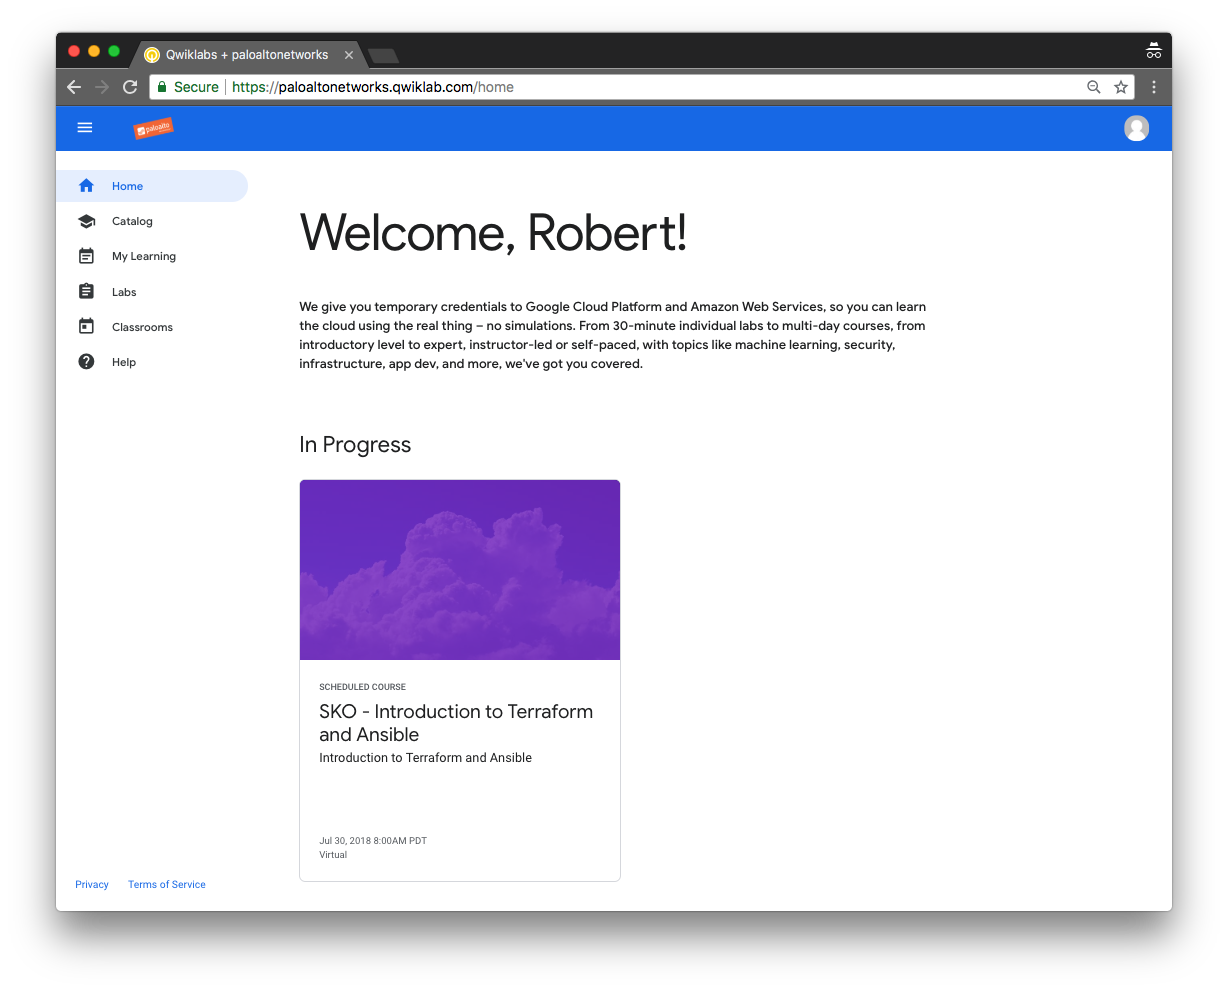 Qwiklabs + paloaltonetworks
Secure
https://paloaltonetworks.qwiklab.com/home
paloalto
Home
Catalog
My Learning
Labs
Classrooms
Help
Welcome, Robert!
We give you temporary credentials to Google Cloud Platform and Amazon Web Services, so you can learn
the cloud using the real thing – no simulations. From 30-minute individual labs to multi-day courses, from
introductory level to expert, instructor-led or self-paced, with topics like machine learning, security,
infrastructure, app dev, and more, we've got you covered.
In Progress
SCHEDULED COURSE
SKO - Introduction to Terraform
and Ansible
Introduction to Terraform and Ansible
Jul 30, 2018 8:00AM PDT
Virtual
Privacy
Terms of Service